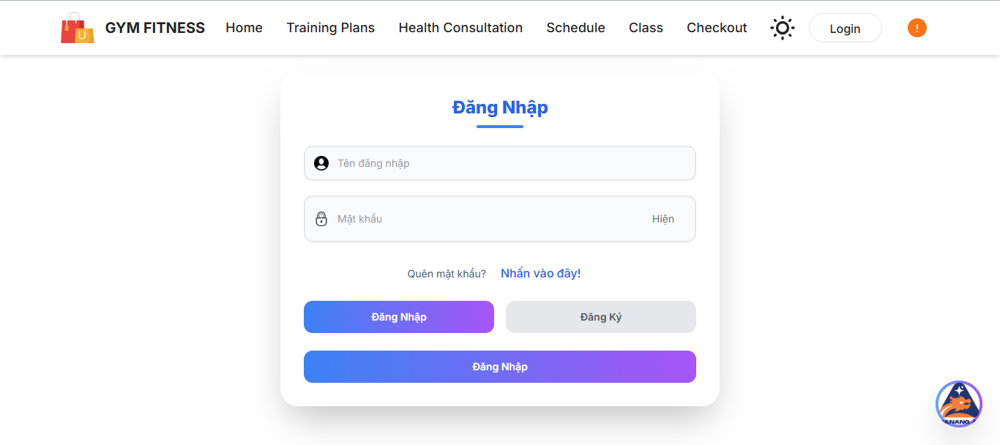 GYM FITNESS Home Training Plans Health Consultation Schedule Class Checkout Login !
Đăng Nhập
Tên đăng nhập
Mật khẩu Hiện
Quên mật khẩu? Nhấn vào đây!
Đăng Nhập Đăng Ký
Đăng Nhập
ANANG